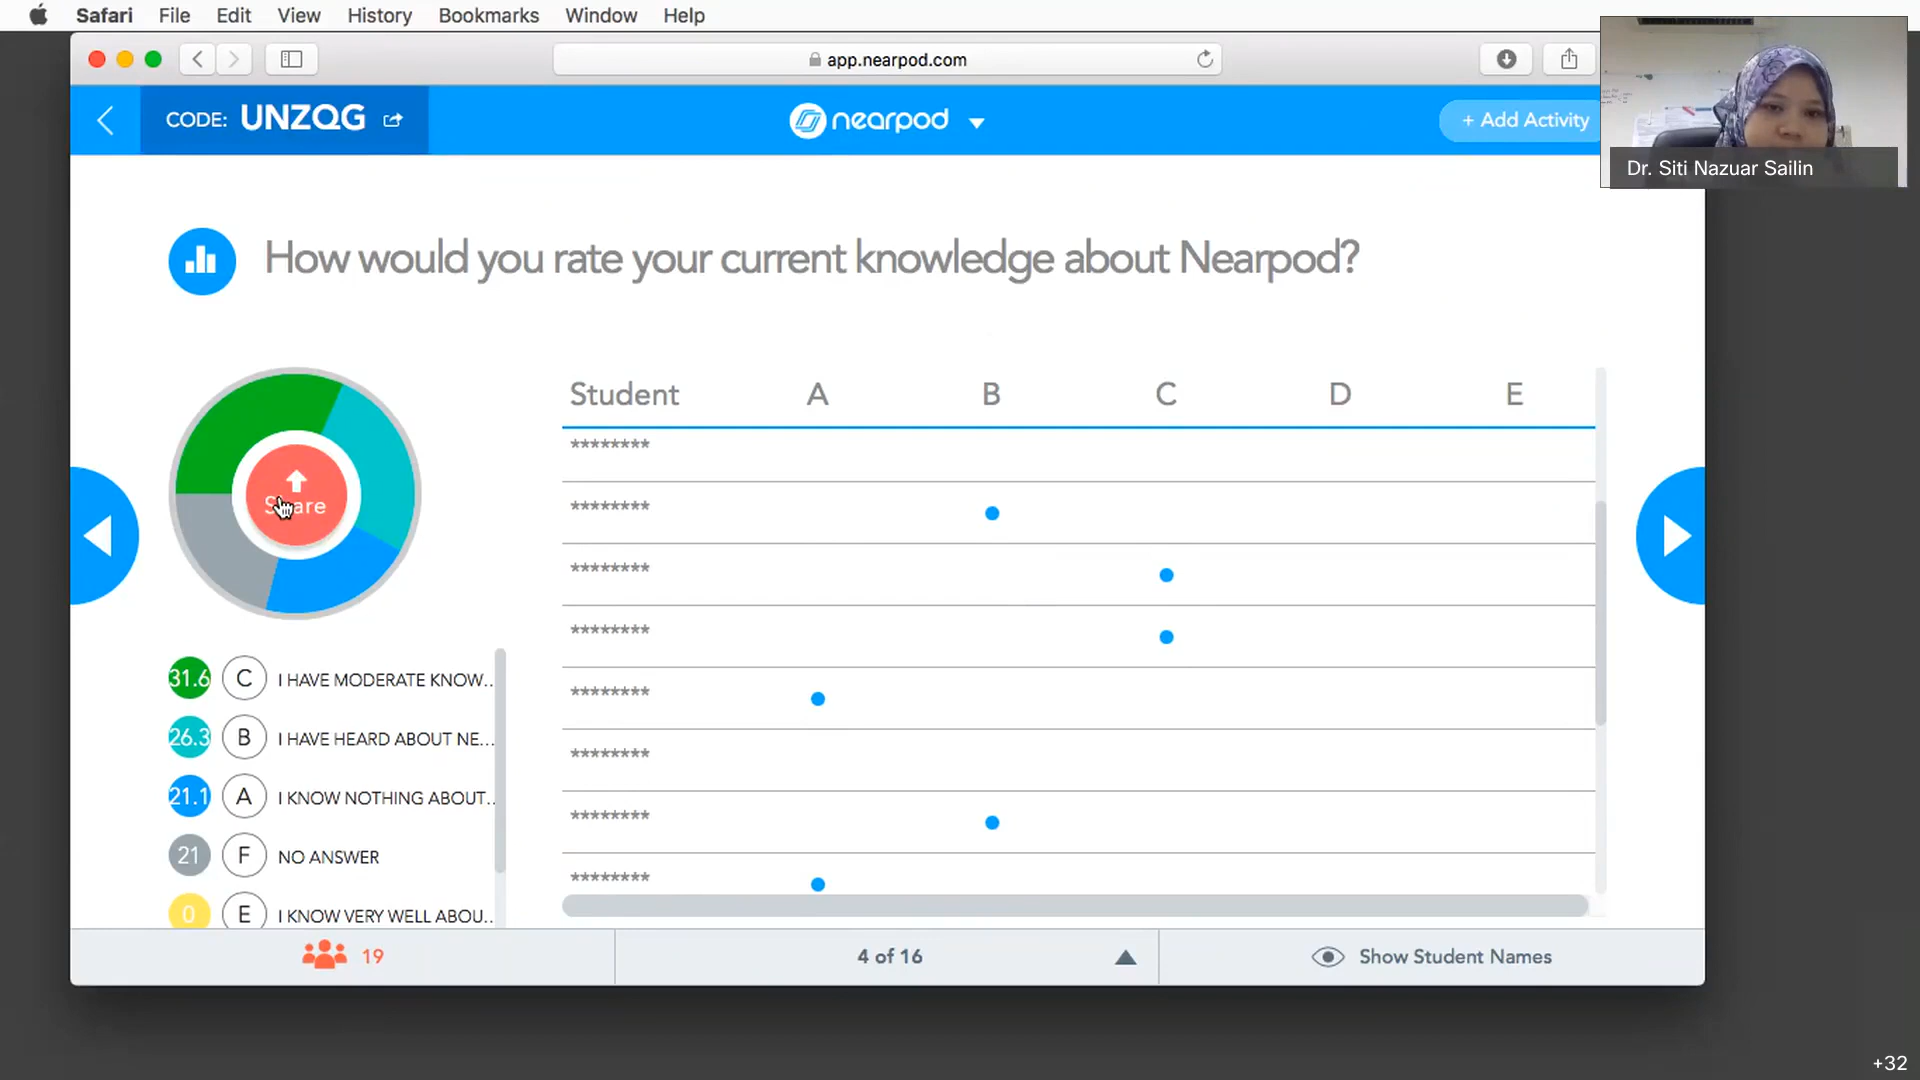 Safari File Edit View History Bookmarks Window Help
app.nearpod.com
CODE: UNZQG
nearpod
+ Add Activity
Dr. Siti Nazuar Sailin
How would you rate your current knowledge about Nearpod?
Student A B C D E
********
********
********
********
********
********
********
********
Share
31.6 C I HAVE MODERATE KNOW...
26.3 B I HAVE HEARD ABOUT NE...
21.1 A I KNOW NOTHING ABOUT...
21 F NO ANSWER
0 E I KNOW VERY WELL ABOU...
19
4 of 16
Show Student Names
+32